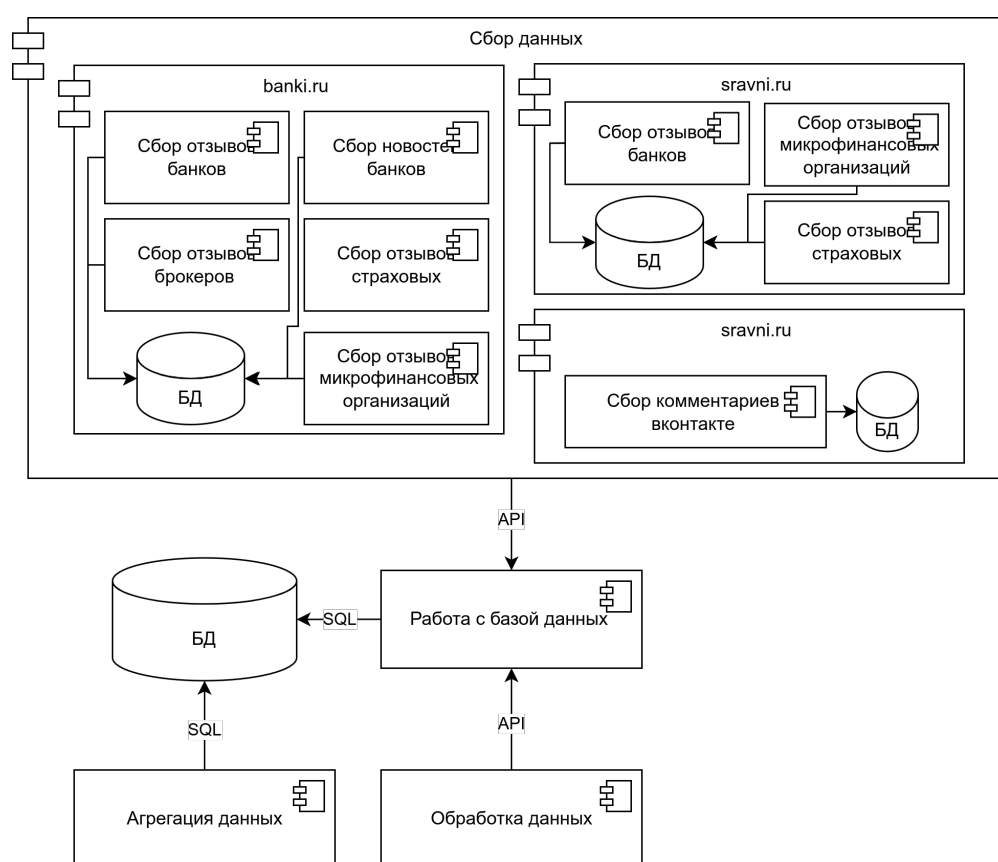 Сбор данных
banki.ru
Сбор отзывов
банков
Сбор новостей
банков
Сбор отзывов
брокеров
Сбор отзывов
страховых
БД
Сбор отзывов
микрофинансовых
организаций
sravni.ru
Сбор отзывов
банков
Сбор отзывов
микрофинансовых
организаций
БД
Сбор отзывов
страховых
sravni.ru
Сбор комментариев
вконтакте
БД
API
БД
SQL
Работа с базой данных
SQL
API
Агрегация данных
Обработка данных